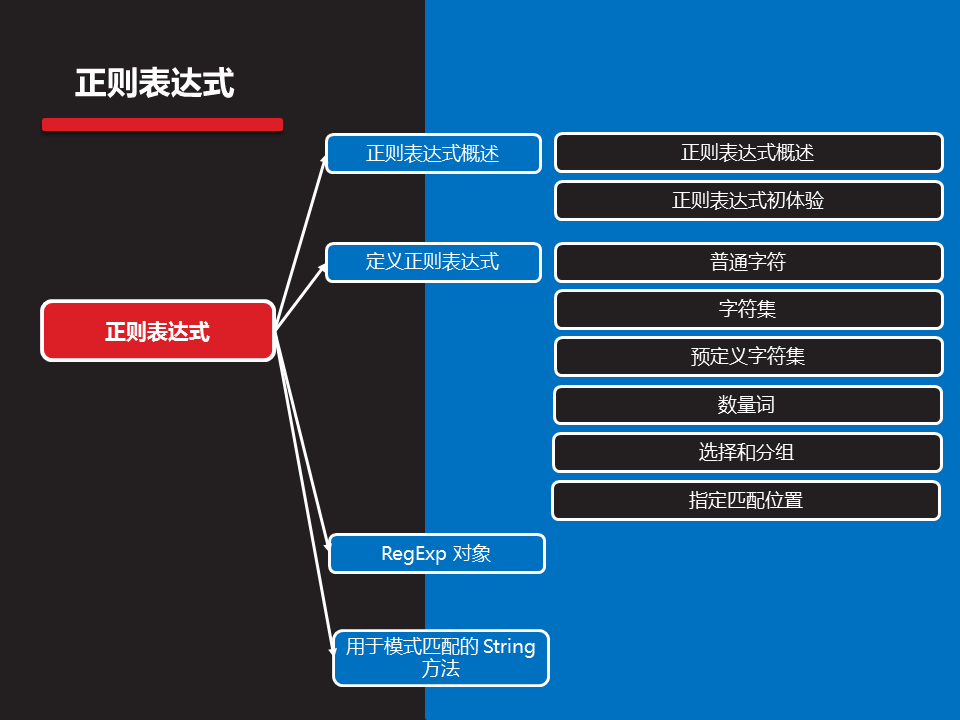 正则表达式
正则表达式概述
正则表达式概述
正则表达式初体验
定义正则表达式
普通字符
字符集
正则表达式
预定义字符集
数量词
选择和分组
指定匹配位置
RegExp 对象
用于模式匹配的 String
方法